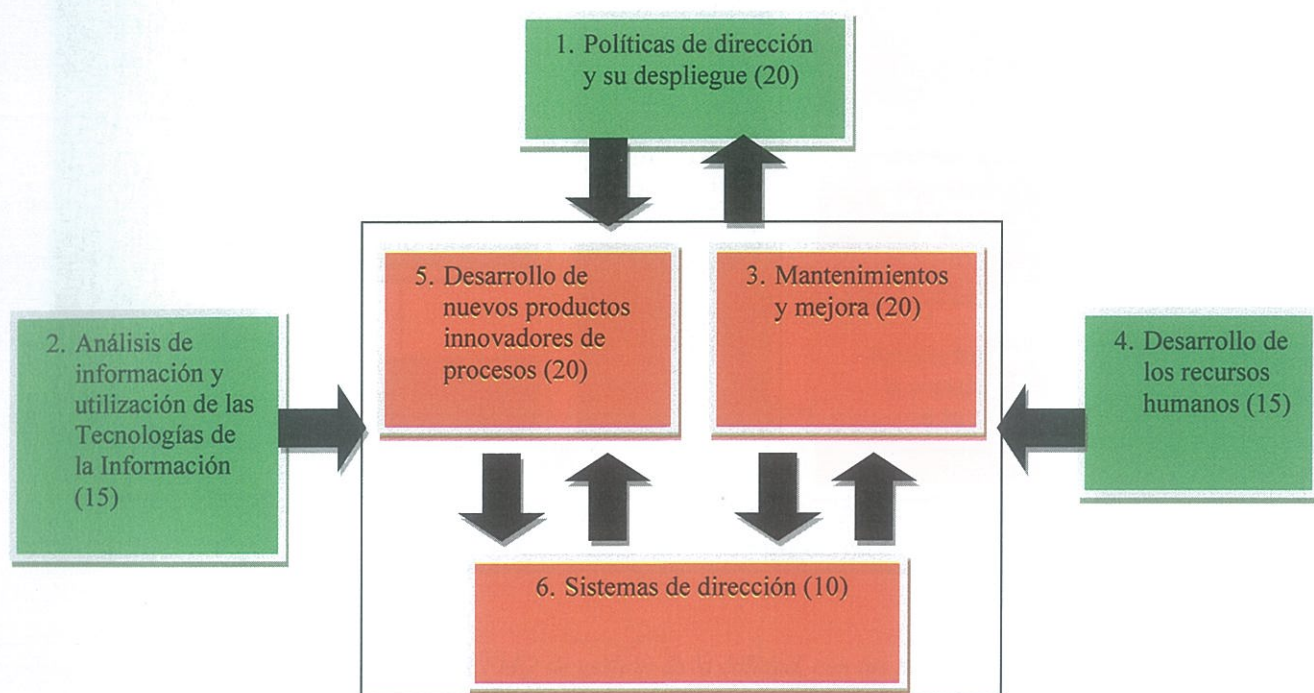 1. Políticas de dirección
y su despliegue (20)
5. Desarrollo de
nuevos productos
innovadores de
procesos (20)
3. Mantenimientos
y mejora (20)
2. Análisis de
información y
utilización de las
Tecnologías de
la Información
(15)
4. Desarrollo de
los recursos
humanos (15)
6. Sistemas de dirección (10)